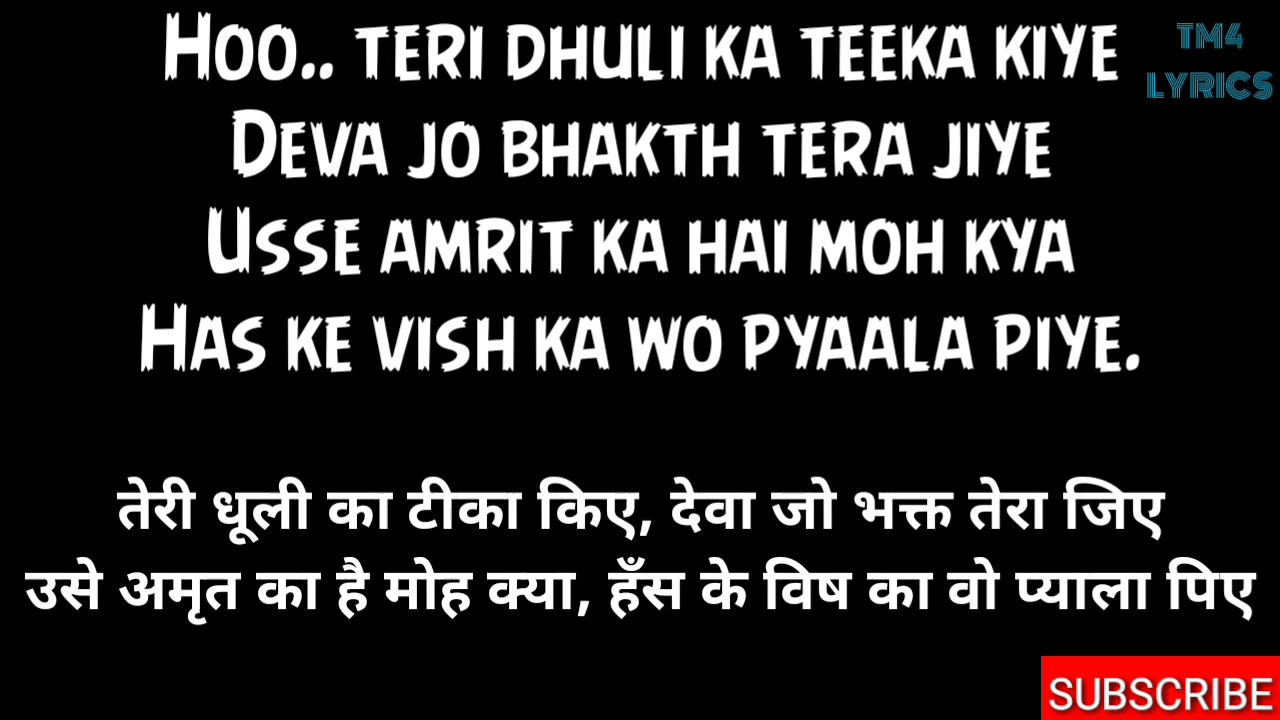 Hoo.. teri dhuli ka teeka kiye
TM4
LYRICS
Deva jo bhakth tera jiye
Usse amrit ka hai moh kya
Has ke vish ka wo pyaala piye.
तेरी धूली का टीका किए, देवा जो भक्त तेरा जिए
उसे अमृत का है मोह क्या, हँस के विष का वो प्याला पिए
SUBSCRIBE